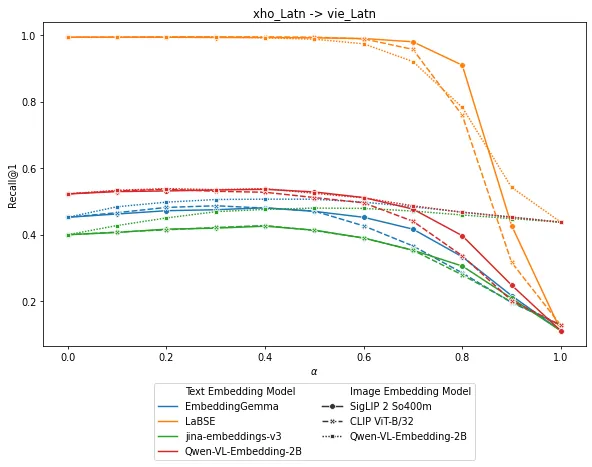 xho_Latn -> vie_Latn
Recall@1
1.0
0.8
0.6
0.4
0.2
0.0 0.2 0.4 0.6 0.8 1.0
α
Text Embedding Model Image Embedding Model
EmbeddingGemma SigLIP 2 So400m
LaBSE CLIP ViT-B/32
jina-embeddings-v3 Qwen-VL-Embedding-2B
Qwen-VL-Embedding-2B